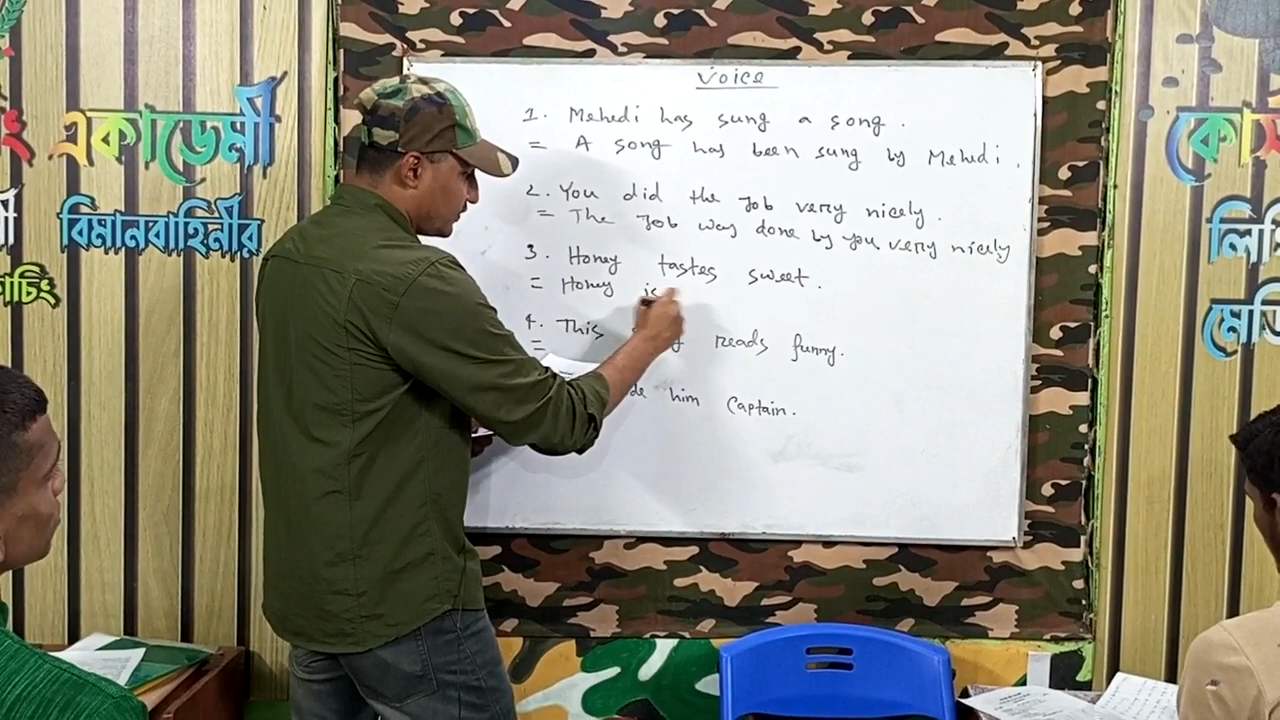 Voice
1. Mehedi has sung a song.
= A song has been sung by Mehedi.
2. You did the Job very nicely.
= The Job was done by you very nicely
3. Honey tastes sweet.
= Honey is
4. This reads funny.
=
him Captain.
একাডেমী
বিমানবাহিনীর